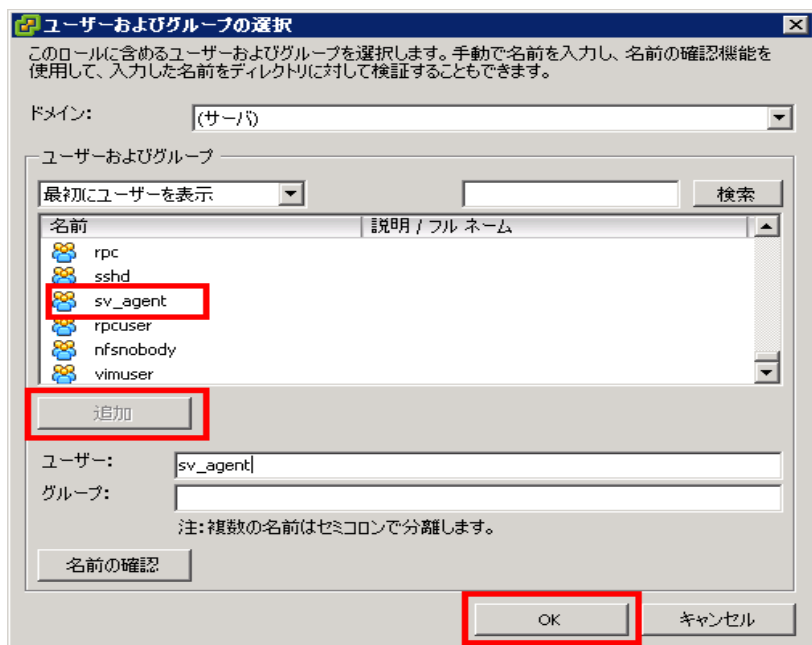 ユーザーおよびグループの選択
このロールに含めるユーザーおよびグループを選択します。手動で名前を入力し、名前の確認機能を
使用して、入力した名前をディレクトリに対して検証することもできます。
ドメイン: (サーバ)
ユーザーおよびグループ
最初にユーザーを表示 検索
名前 説明 / フル ネーム
rpc
sshd
sv_agent
rpcuser
nfsnobody
vimuser
追加
ユーザー: sv_agent
グループ:
注: 複数の名前はセミコロンで分離します。
名前の確認
OK キャンセル